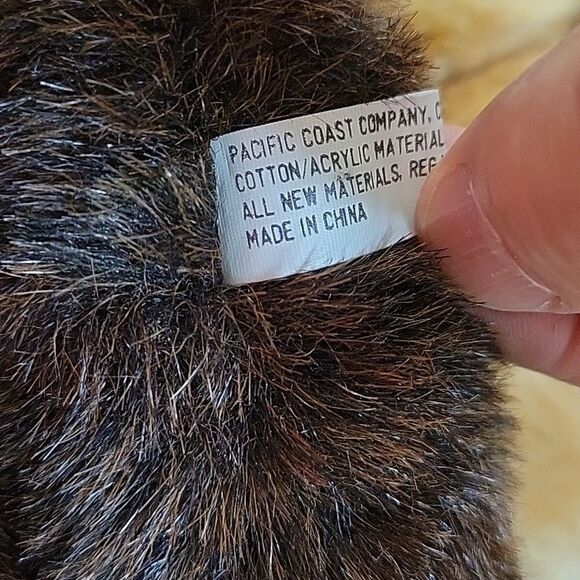 PACIFIC COAST COMPANY, C
COTTON/ACRYLIC MATERIAL
ALL NEW MATERIALS. REG
MADE IN CHINA